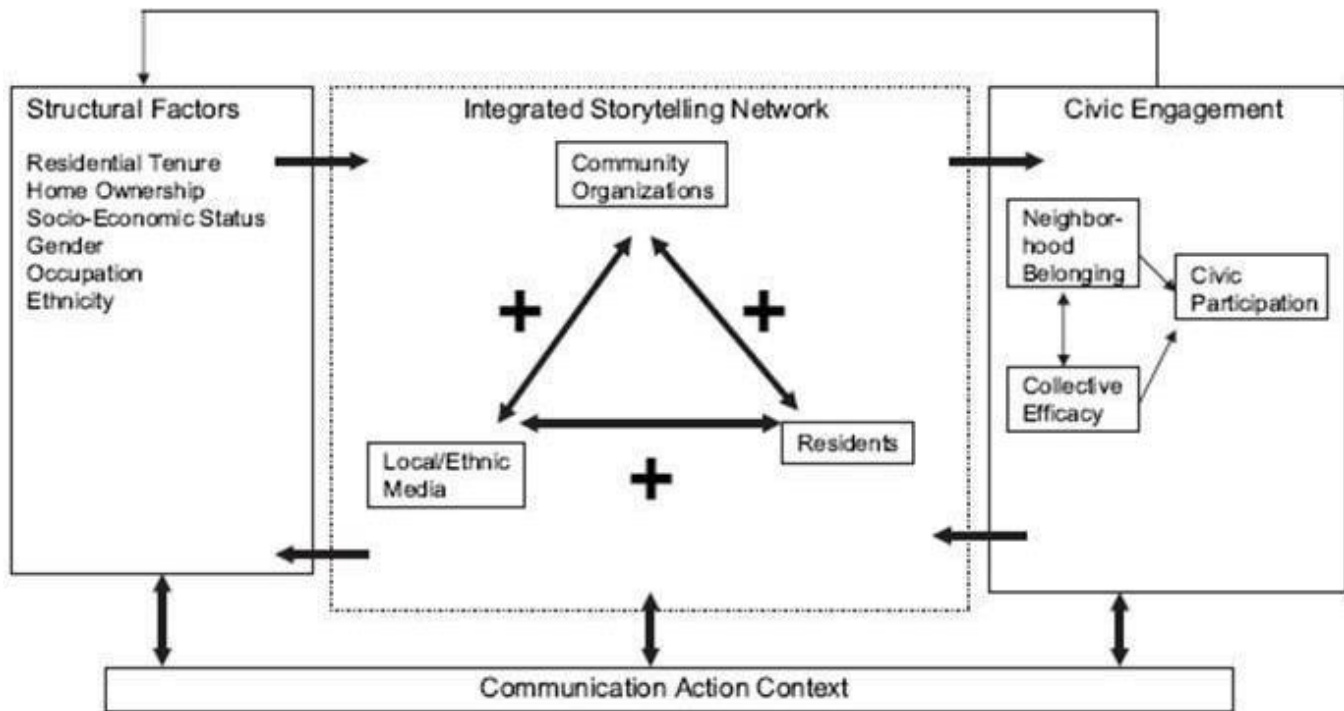 Structural Factors
Residential Tenure
Home Ownership
Socio-Economic Status
Gender
Occupation
Ethnicity
Integrated Storytelling Network
Community
Organizations
+
+
Local/Ethnic
Media
Residents
+
Civic Engagement
Neighbor-
hood
Belonging
Civic
Participation
Collective
Efficacy
Communication Action Context